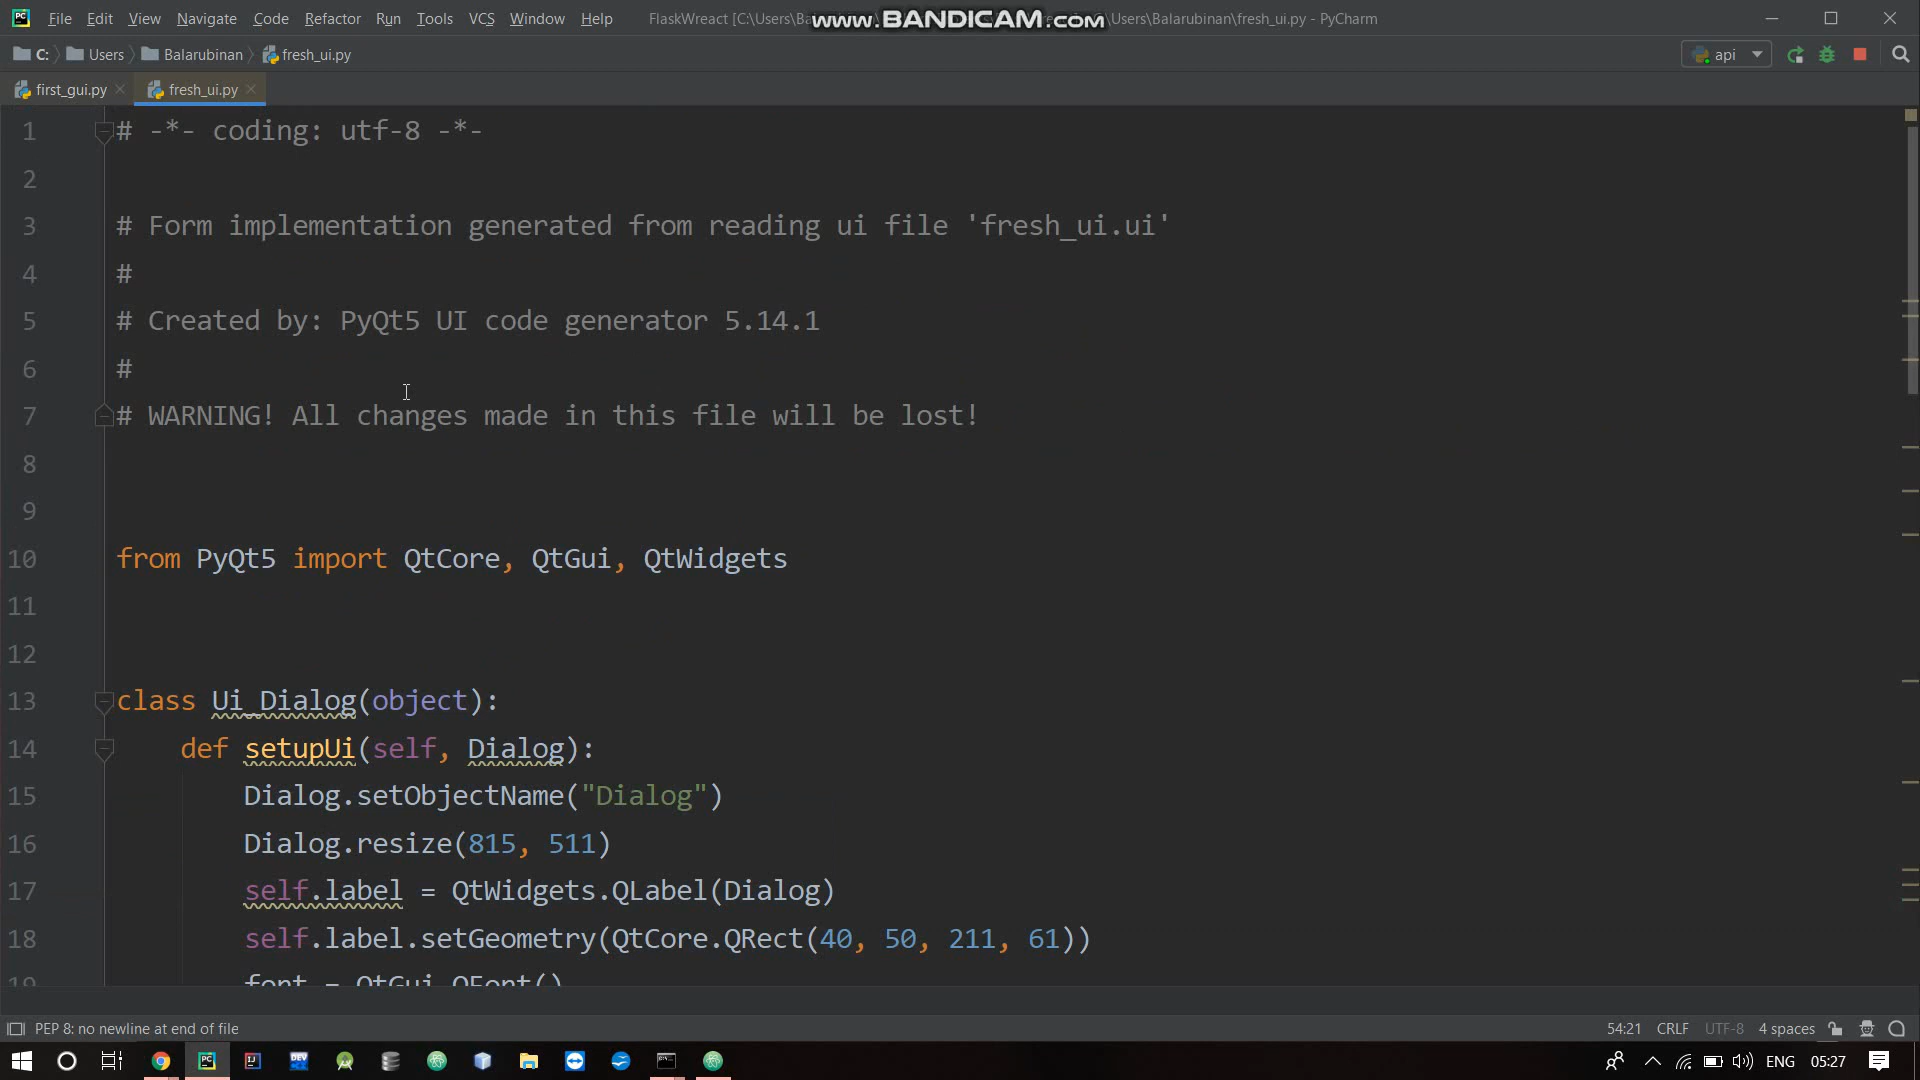 File Edit View Navigate Code Refactor Run Tools VCS Window Help FlaskWreact [C:\Users\Ba www.BANDICAM.com \Users\Balarubinan\fresh_ui.py - PyCharm
C: Users Balarubinan fresh_ui.py api
first_gui.py fresh_ui.py
1 # -*- coding: utf-8 -*-
2
3 # Form implementation generated from reading ui file 'fresh_ui.ui'
4 #
5 # Created by: PyQt5 UI code generator 5.14.1
6 #
7 # WARNING! All changes made in this file will be lost!
8
9
10 from PyQt5 import QtCore, QtGui, QtWidgets
11
12
13 class Ui_Dialog(object):
14 def setupUi(self, Dialog):
15 Dialog.setObjectName("Dialog")
16 Dialog.resize(815, 511)
17 self.label = QtWidgets.QLabel(Dialog)
18 self.label.setGeometry(QtCore.QRect(40, 50, 211, 61))
19 font = QtGui.QFont()
PEP 8: no newline at end of file 54:21 CRLF UTF-8 4 spaces
ENG 05:27